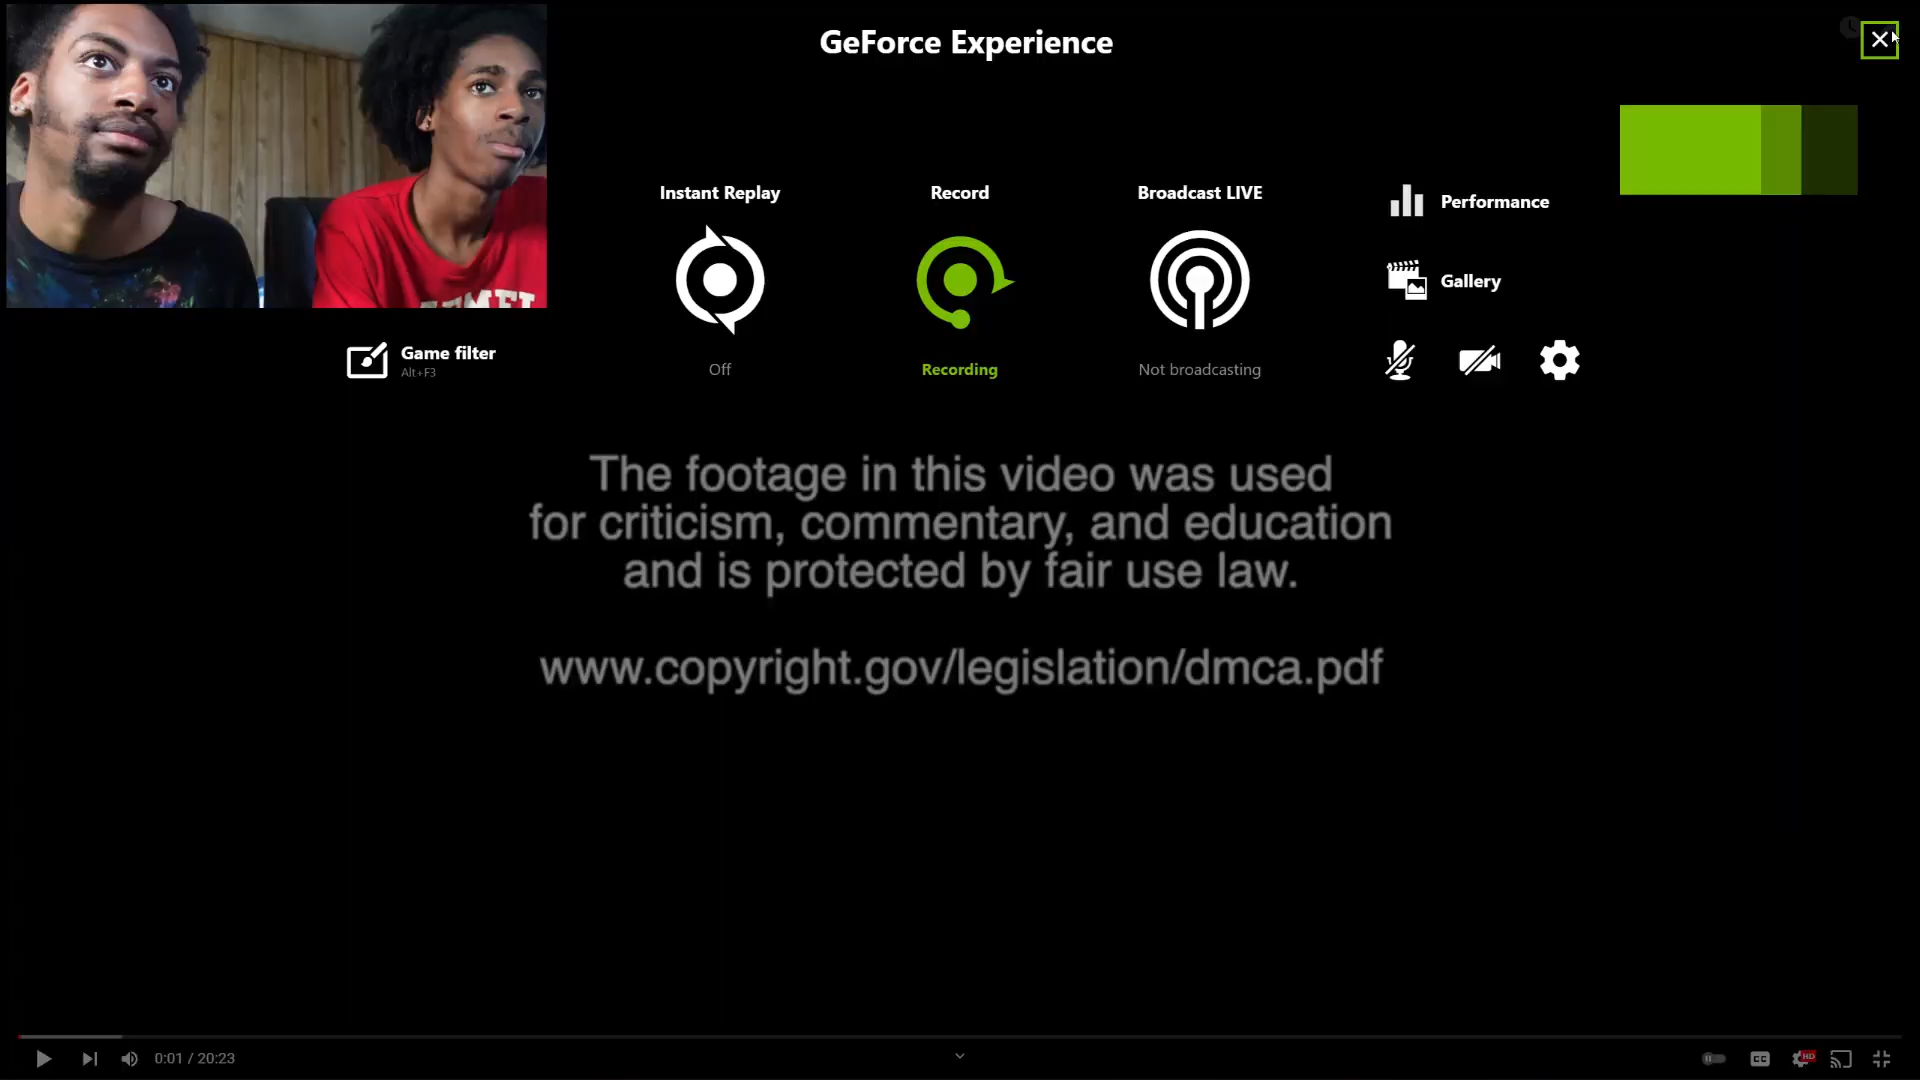 GeForce Experience
Instant Replay
Record
Broadcast LIVE
Performance
Gallery
Game filter
Alt+F3
Off
Recording
Not broadcasting
The footage in this video was used
for criticism, commentary, and education
and is protected by fair use law.
www.copyright.gov/legislation/dmca.pdf
0:01 / 20:23
CC
HD